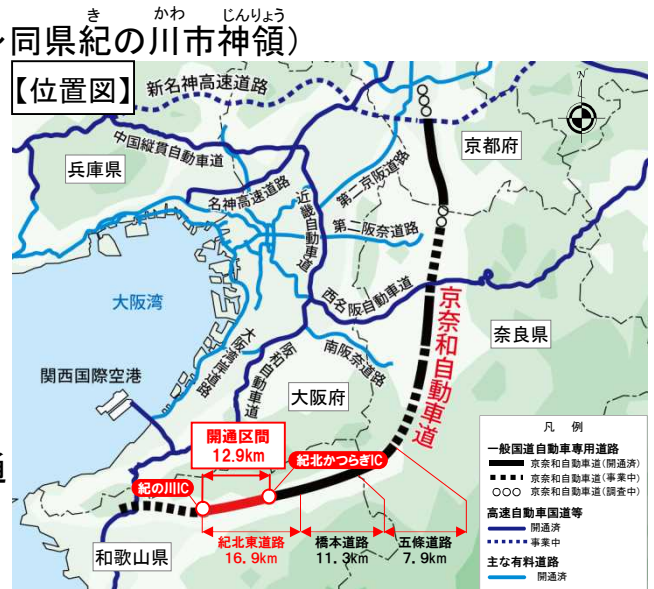 き かわ じんりょう
同県紀の川市神領）
【位置図】
新名神高速道路
N
京都府
中国縦貫自動車道
兵庫県
名神高速道路
近畿自動車道
第二京阪道路
第二阪奈道路
西名阪自動車道
京奈和自動車道
奈良県
大阪湾
大阪湾岸道路
阪和自動車道
南阪奈道路
関西国際空港
大阪府
開通区間
12.9km
紀の川IC
紀北かつらぎIC
和歌山県
紀北東道路
16.9km
橋本道路
11.3km
五條道路
7.9km
凡 例
一般国道自動車専用道路
京奈和自動車道（開通済）
京奈和自動車道（事業中）
京奈和自動車道（調査中）
高速自動車国道等
開通済
事業中
主な有料道路
開通済